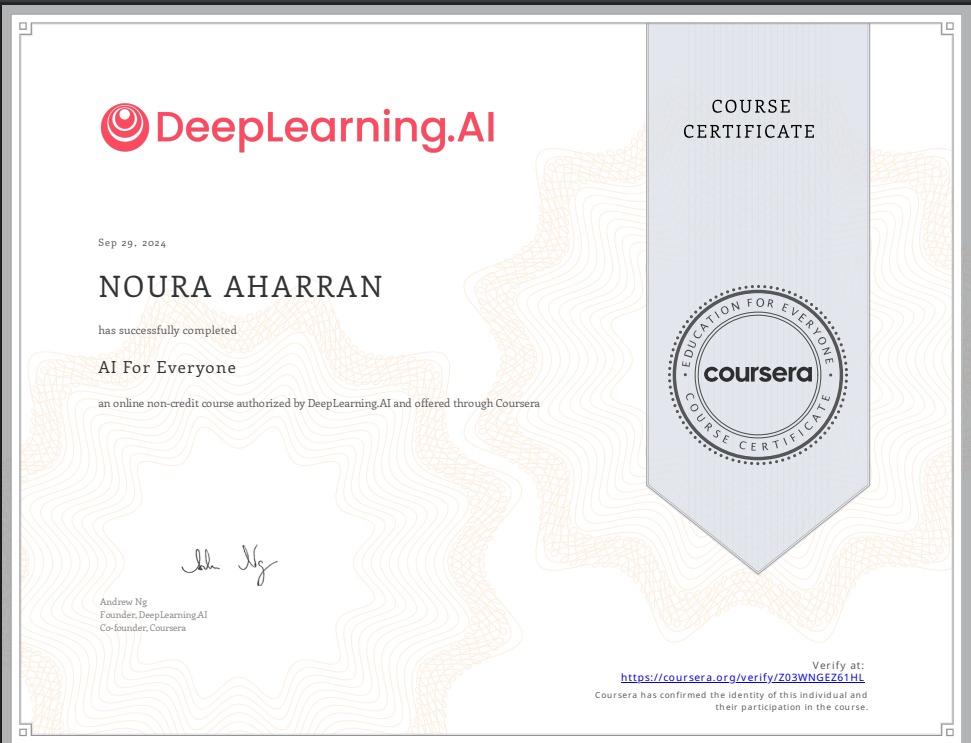 DeepLearning.AI
COURSE
CERTIFICATE
Sep 29, 2024
NOURA AHARRAN
has successfully completed
AI For Everyone
an online non-credit course authorized by DeepLearning.AI and offered through Coursera
EDUCATION FOR EVERYONE
coursera
COURSE CERTIFICATE
Andrew Ng
Founder, DeepLearning.AI
Co-founder, Coursera
Verify at:
https://coursera.org/verify/Z03WNGEZ61HL
Coursera has confirmed the identity of this individual and
their participation in the course.